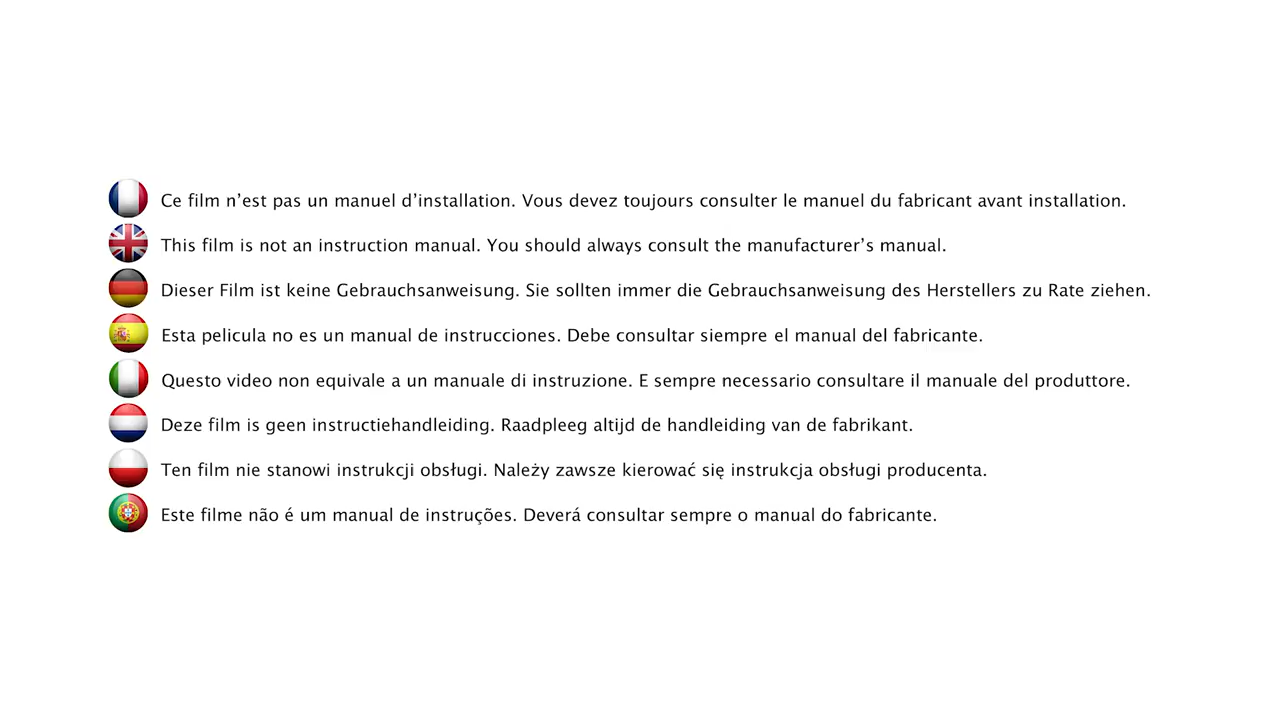 Ce film n’est pas un manuel d’installation. Vous devez toujours consulter le manuel du fabricant avant installation.
This film is not an instruction manual. You should always consult the manufacturer’s manual.
Dieser Film ist keine Gebrauchsanweisung. Sie sollten immer die Gebrauchsanweisung des Herstellers zu Rate ziehen.
Esta pelicula no es un manual de instrucciones. Debe consultar siempre el manual del fabricante.
Questo video non equivale a un manuale di instruzione. E sempre necessario consultare il manuale del produttore.
Deze film is geen instructiehandleiding. Raadpleeg altijd de handleiding van de fabrikant.
Ten film nie stanowi instrukcji obsługi. Należy zawsze kierować się instrukcja obsługi producenta.
Este filme não é um manual de instruções. Deverá consultar sempre o manual do fabricante.